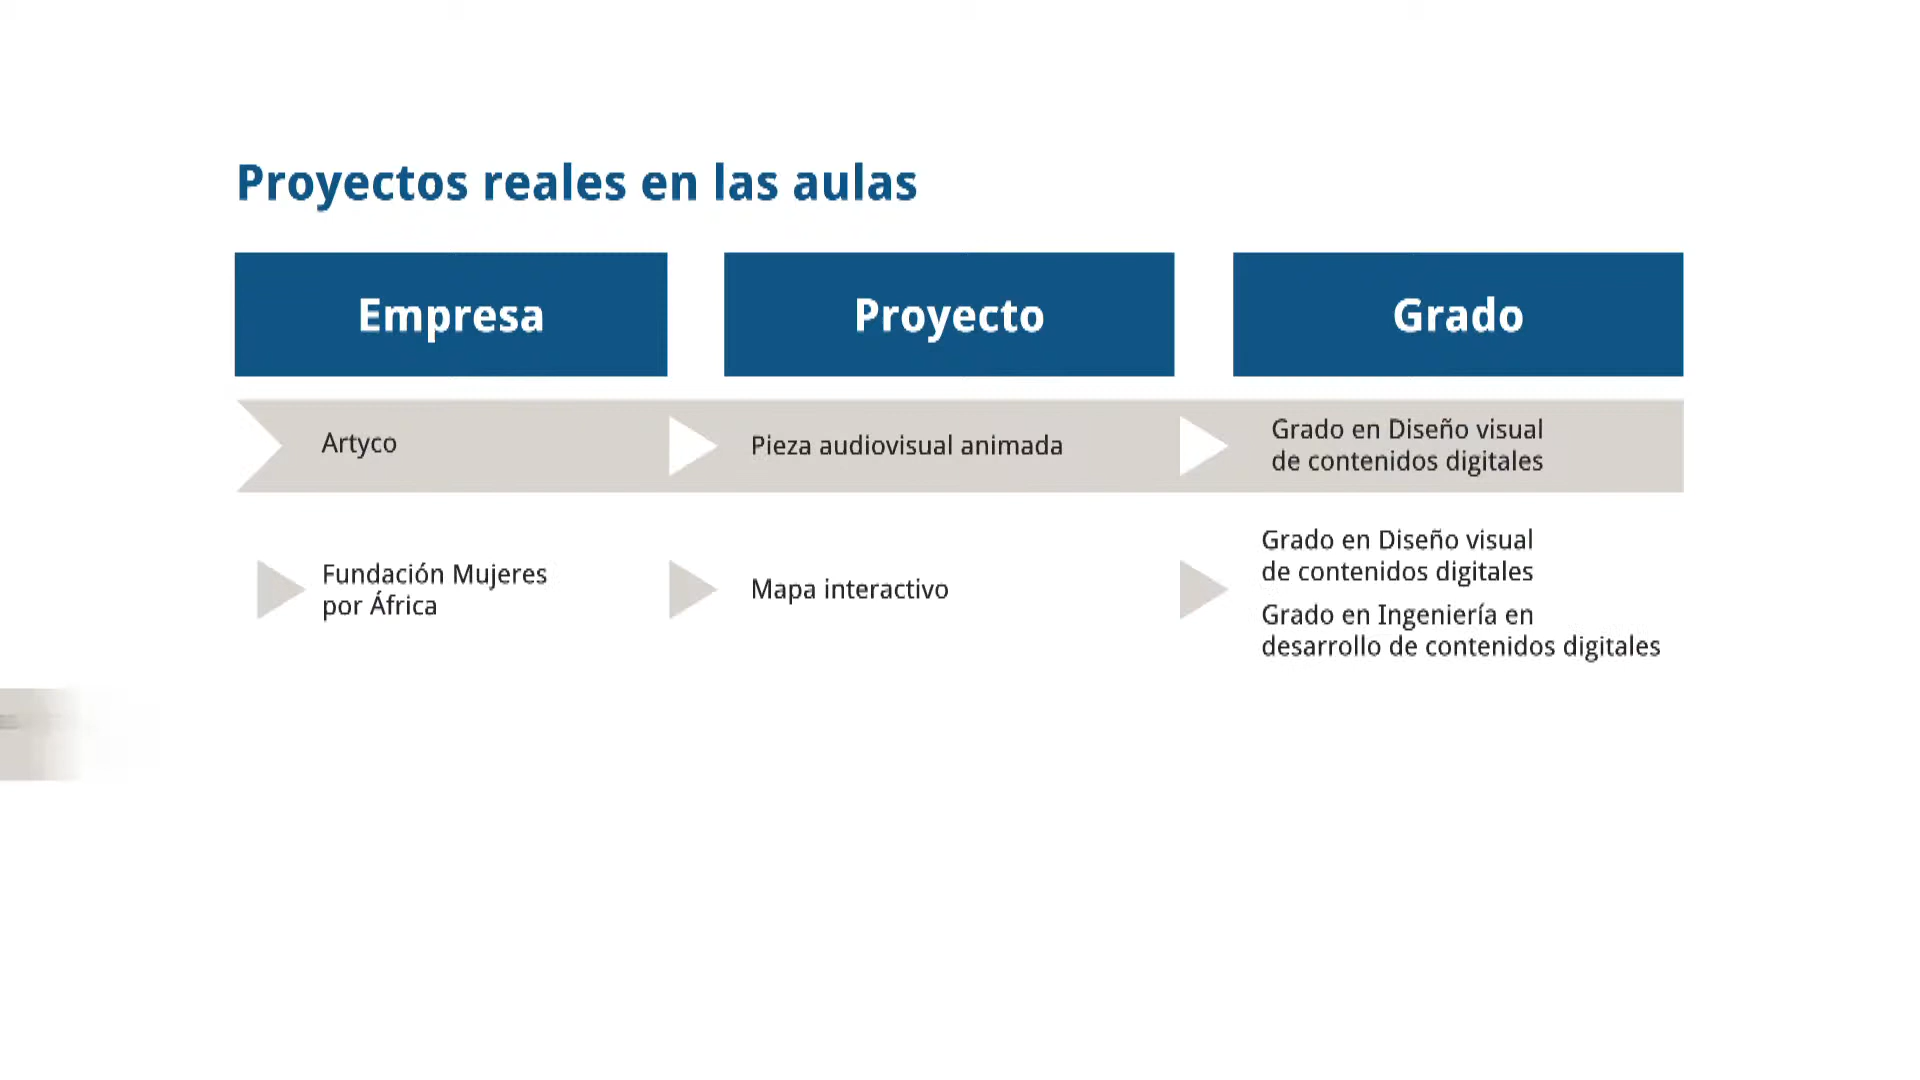 Proyectos reales en las aulas
Empresa
Proyecto
Grado
Artyco
Pieza audiovisual animada
Grado en Diseño visual
de contenidos digitales
Fundación Mujeres
por África
Mapa interactivo
Grado en Diseño visual
de contenidos digitales
Grado en Ingeniería en
desarrollo de contenidos digitales